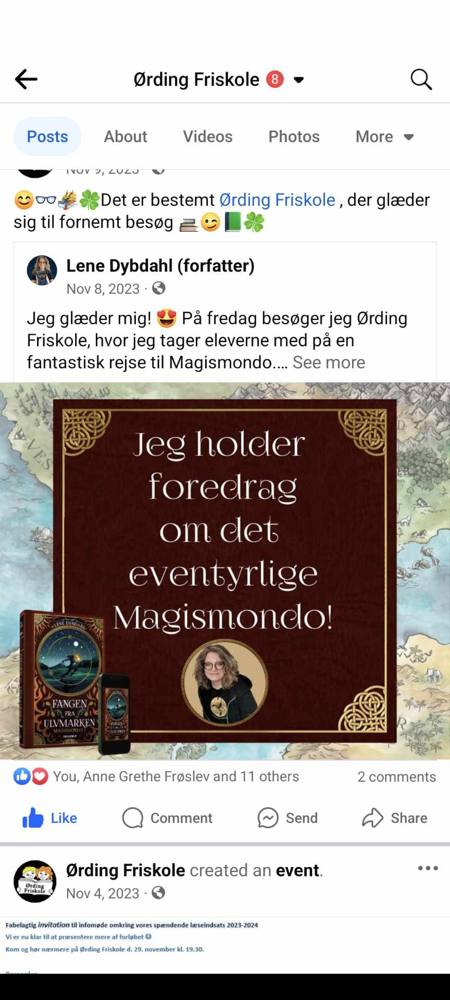 Ørding Friskole 8
Posts About Videos Photos More
Nov 9, 2023
😊👓🐉🍀Det er bestemt Ørding Friskole , der glæder
sig til fornemt besøg 📚😉📗🍀
Lene Dybdahl (forfatter)
Nov 8, 2023 ·
Jeg glæder mig! 😍 På fredag besøger jeg Ørding
Friskole, hvor jeg tager eleverne med på en
fantastisk rejse til Magismondo.... See more
VES
Jeg holder
foredrag
om det
eventyrlige
Magismondo!
LENE DYBDAHL
FANGEN
FRA
ULVMARKEN
MAGISMONDO I
FANGEN
FRA
ULVMARKEN
You, Anne Grethe Frøslev and 11 others 2 comments
Like Comment Send Share
Ørding Friskole created an event.
Nov 4, 2023 ·
Ørding
Friskole
Fabelagtig invitation til infomøde omkring vores spændende læseindsats 2023-2024
Vi er nu klar til at præsentere mere af forløbet
Kom og hør nærmere på Ørding Friskole d. 29. november kl. 19.30.